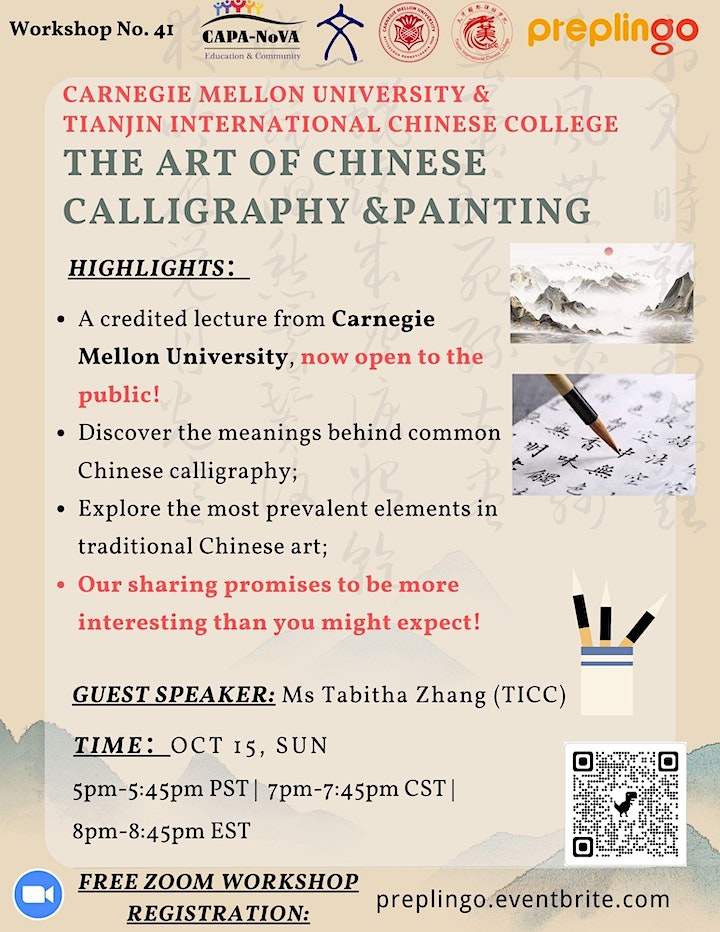 Workshop No. 41
CAPA-NoVA
Education & Community
preplingo
CARNEGIE MELLON UNIVERSITY &
TIANJIN INTERNATIONAL CHINESE COLLEGE
THE ART OF CHINESE
CALLIGRAPHY &PAINTING
HIGHLIGHTS：
• A credited lecture from Carnegie
Mellon University, now open to the
public!
• Discover the meanings behind common
Chinese calligraphy;
• Explore the most prevalent elements in
traditional Chinese art;
• Our sharing promises to be more
interesting than you might expect!
GUEST SPEAKER: Ms Tabitha Zhang (TICC)
TIME：OCT 15, SUN
5pm-5:45pm PST| 7pm-7:45pm CST|
8pm-8:45pm EST
FREE ZOOM WORKSHOP
REGISTRATION:
preplingo.eventbrite.com